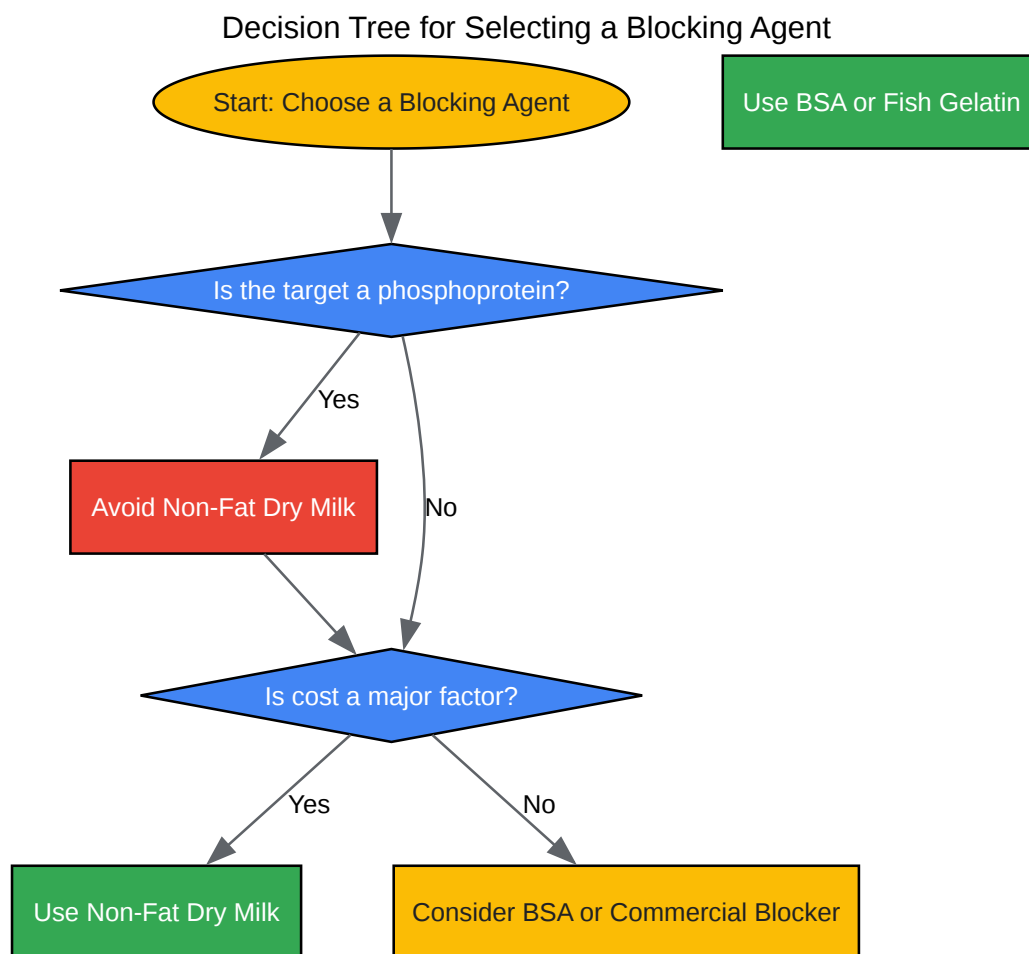 Decision Tree for Selecting a Blocking Agent
Start: Choose a Blocking Agent
Use BSA or Fish Gelatin
Is the target a phosphoprotein?
Yes
Avoid Non-Fat Dry Milk
No
Is cost a major factor?
Yes
No
Use Non-Fat Dry Milk
Consider BSA or Commercial Blocker